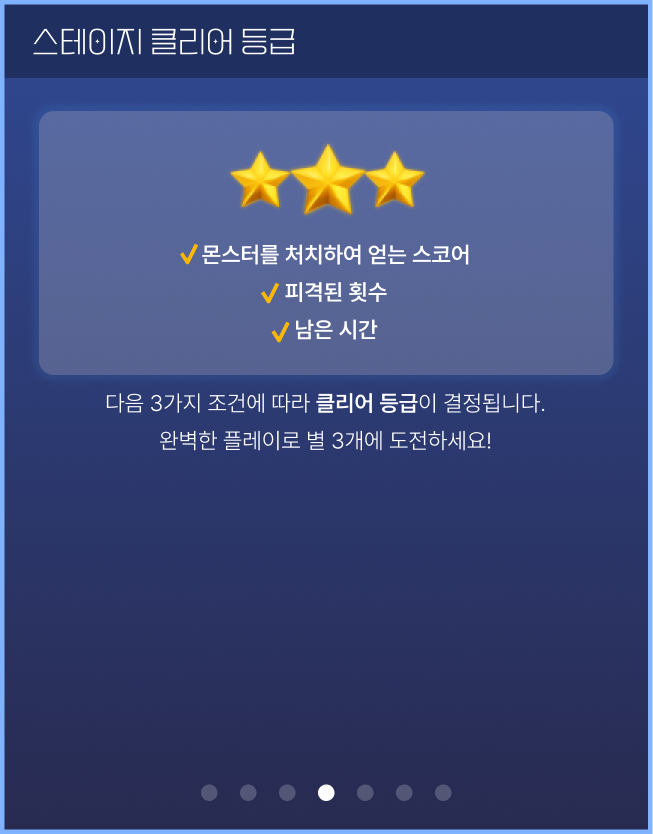 스테이지 클리어 등급
몬스터를 처치하여 얻는 스코어
피격된 횟수
남은 시간
다음 3가지 조건에 따라 클리어 등급이 결정됩니다.
완벽한 플레이로 별 3개에 도전하세요!